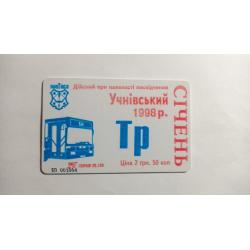 Дійсний при наявності посвідчення
Учнівський
1998 р.
Тр
Ціна 2 грн. 50 коп
СІЧЕНЬ